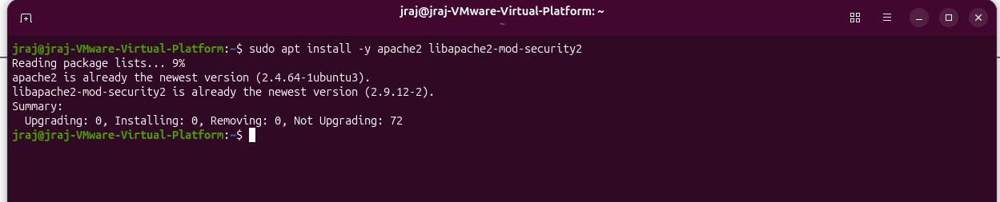 jraj@jraj-VMware-Virtual-Platform: ~
~
jraj@jraj-VMware-Virtual-Platform:~$ sudo apt install -y apache2 libapache2-mod-security2
Reading package lists... 9%
apache2 is already the newest version (2.4.64-1ubuntu3).
libapache2-mod-security2 is already the newest version (2.9.12-2).
Summary:
  Upgrading: 0, Installing: 0, Removing: 0, Not Upgrading: 72
jraj@jraj-VMware-Virtual-Platform:~$